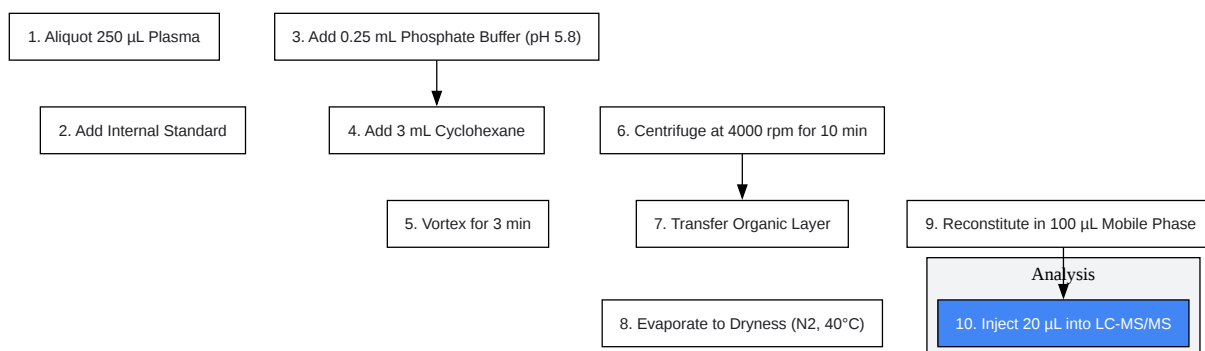 1. Aliquot 250 µL Plasma
2. Add Internal Standard
3. Add 0.25 mL Phosphate Buffer (pH 5.8)
4. Add 3 mL Cyclohexane
5. Vortex for 3 min
6. Centrifuge at 4000 rpm for 10 min
7. Transfer Organic Layer
8. Evaporate to Dryness (N2, 40°C)
9. Reconstitute in 100 µL Mobile Phase
Analysis
10. Inject 20 µL into LC-MS/MS